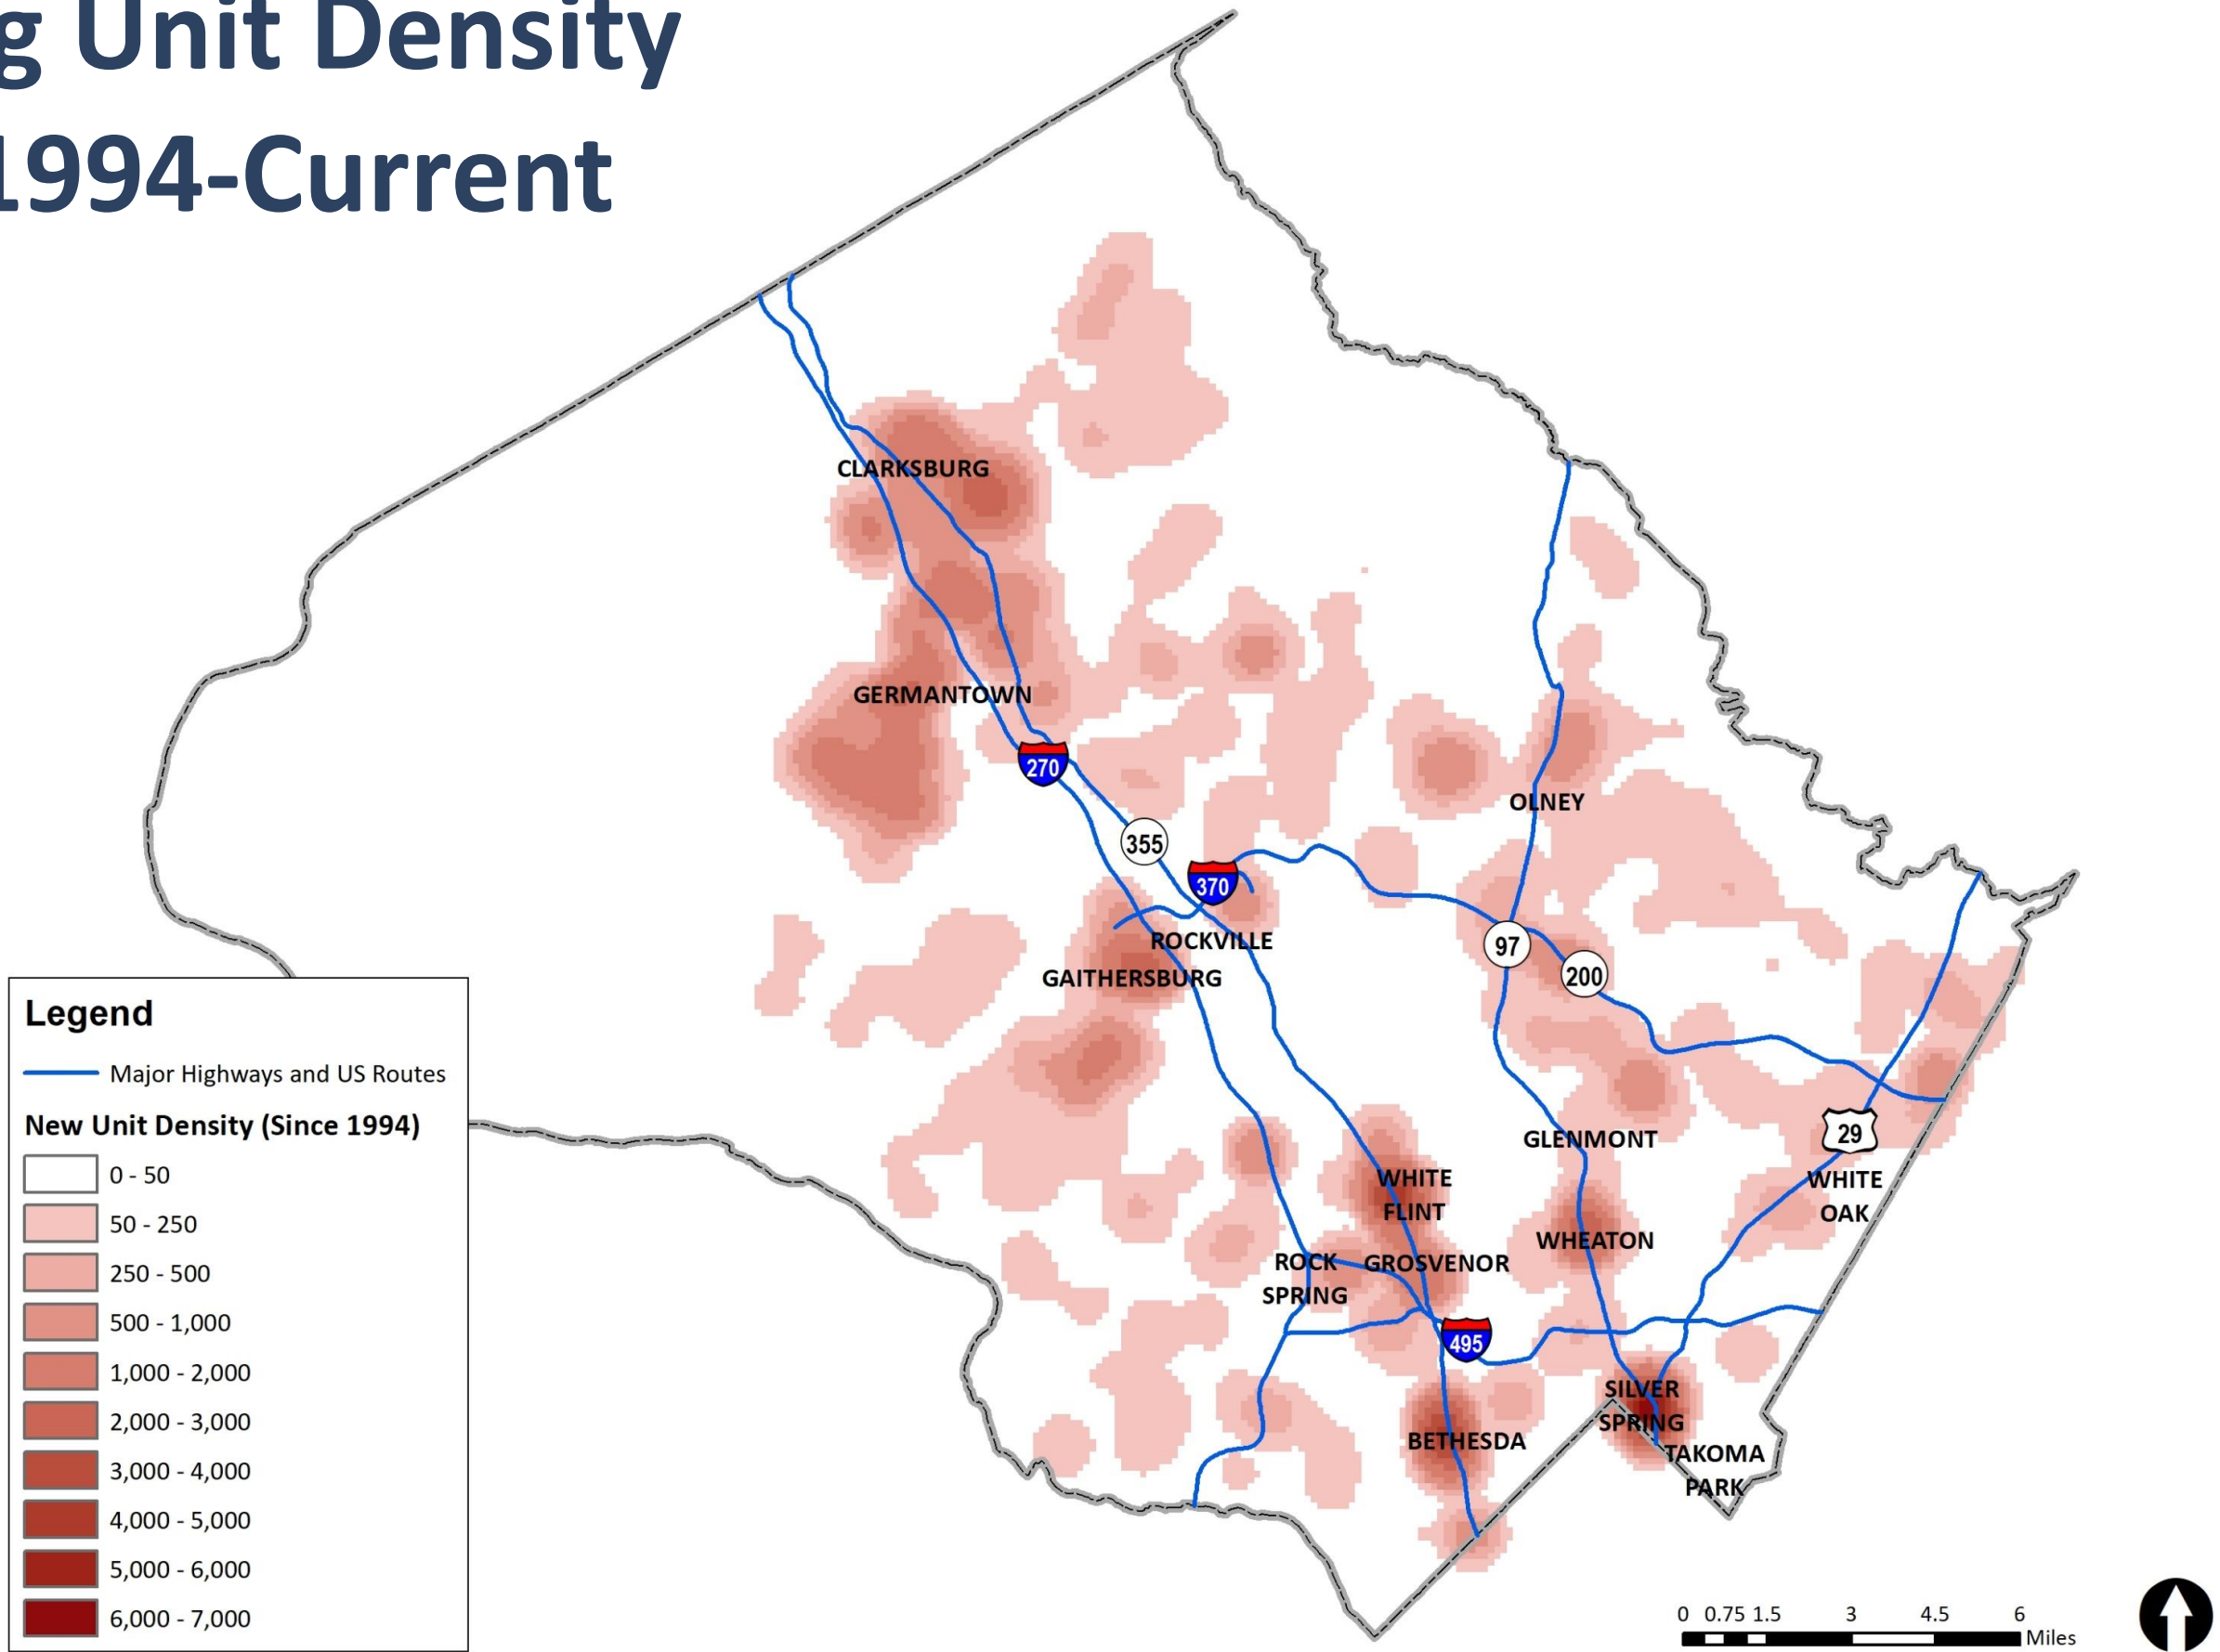 g Unit Density
1994-Current
CLARKSBURG
GERMANTOWN
270
OLNEY
355
370
ROCKVILLE
97
GAITHERSBURG
200
Legend
Major Highways and US Routes
New Unit Density (Since 1994)
0 - 50
50 - 250
250 - 500
500 - 1,000
1,000 - 2,000
2,000 - 3,000
3,000 - 4,000
4,000 - 5,000
5,000 - 6,000
6,000 - 7,000
29
GLENMONT
WHITE
FLINT
WHITE
OAK
WHEATON
ROCK
SPRING
GROSVENOR
495
SILVER
SPRING
BETHESDA
TAKOMA
PARK
0 0.75 1.5 3 4.5 6
Miles